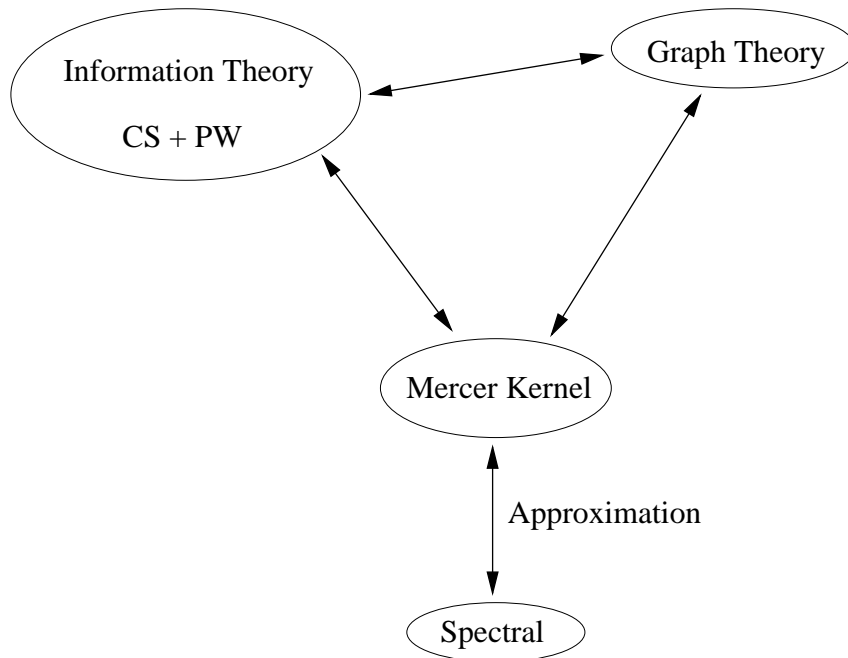 Information Theory
CS + PW
Graph Theory
Mercer Kernel
Approximation
Spectral